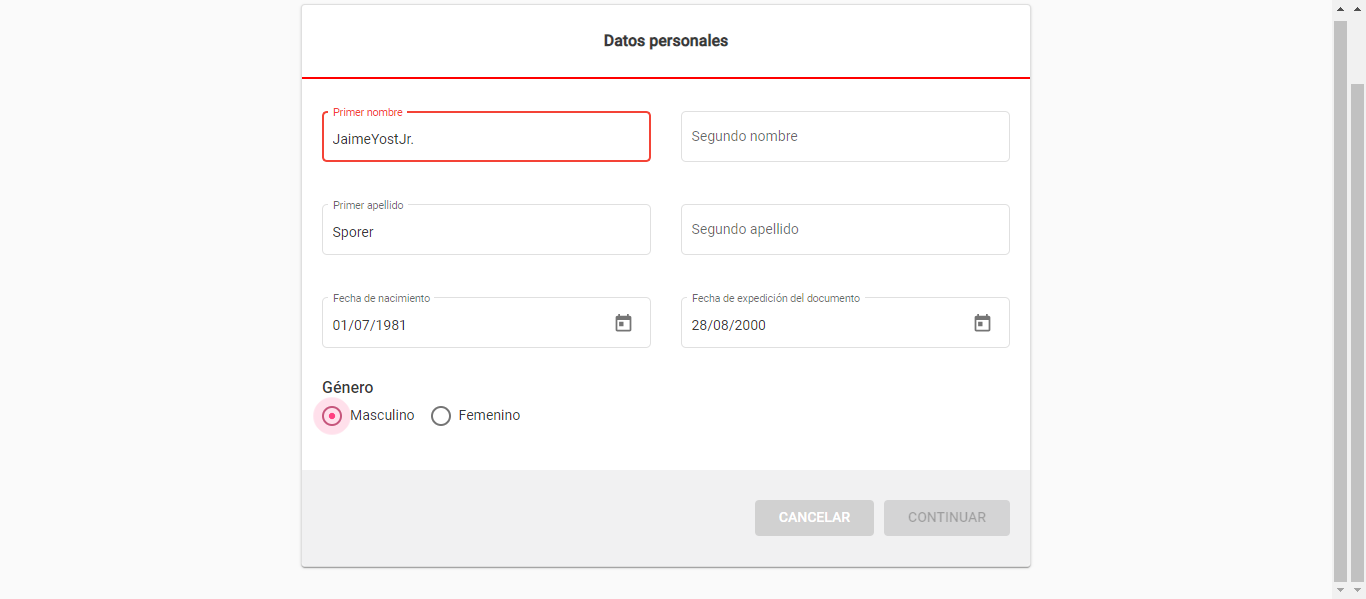 Datos personales
Primer nombre
JaimeYostJr.
Segundo nombre
Primer apellido
Sporer
Segundo apellido
Fecha de nacimiento
01/07/1981
Fecha de expedición del documento
28/08/2000
Género
Masculino Femenino
CANCELAR CONTINUAR